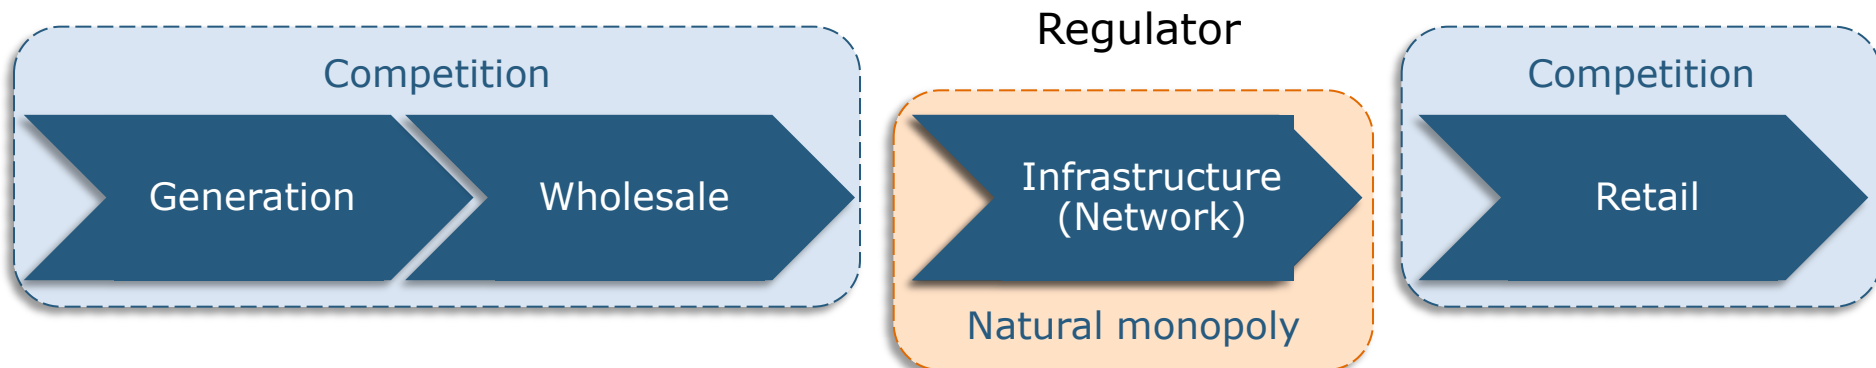 Regulator
Competition
Generation
Wholesale
Infrastructure
(Network)
Natural monopoly
Competition
Retail